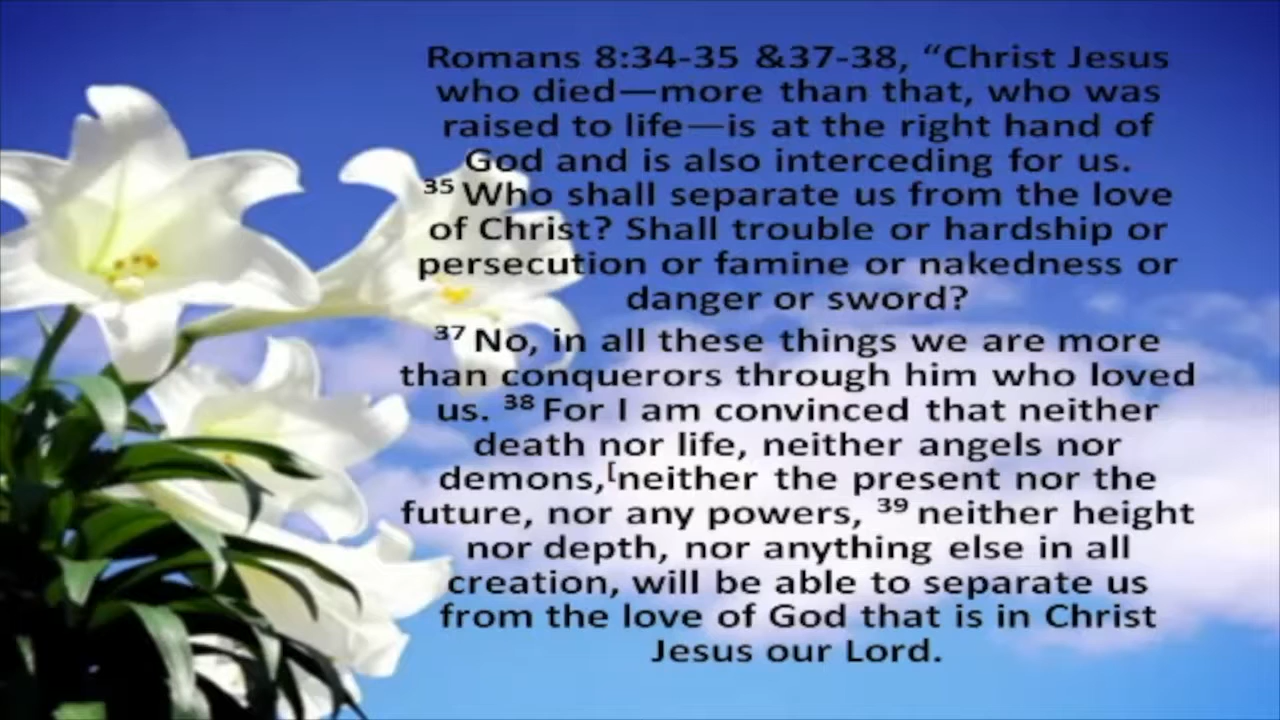 Romans 8:34-35 &37-38, “Christ Jesus
who died—more than that, who was
raised to life—is at the right hand of
God and is also interceding for us.
35 Who shall separate us from the love
of Christ? Shall trouble or hardship or
persecution or famine or nakedness or
danger or sword?
37 No, in all these things we are more
than conquerors through him who loved
us. 38 For I am convinced that neither
death nor life, neither angels nor
demons,[neither the present nor the
future, nor any powers, 39 neither height
nor depth, nor anything else in all
creation, will be able to separate us
from the love of God that is in Christ
Jesus our Lord.